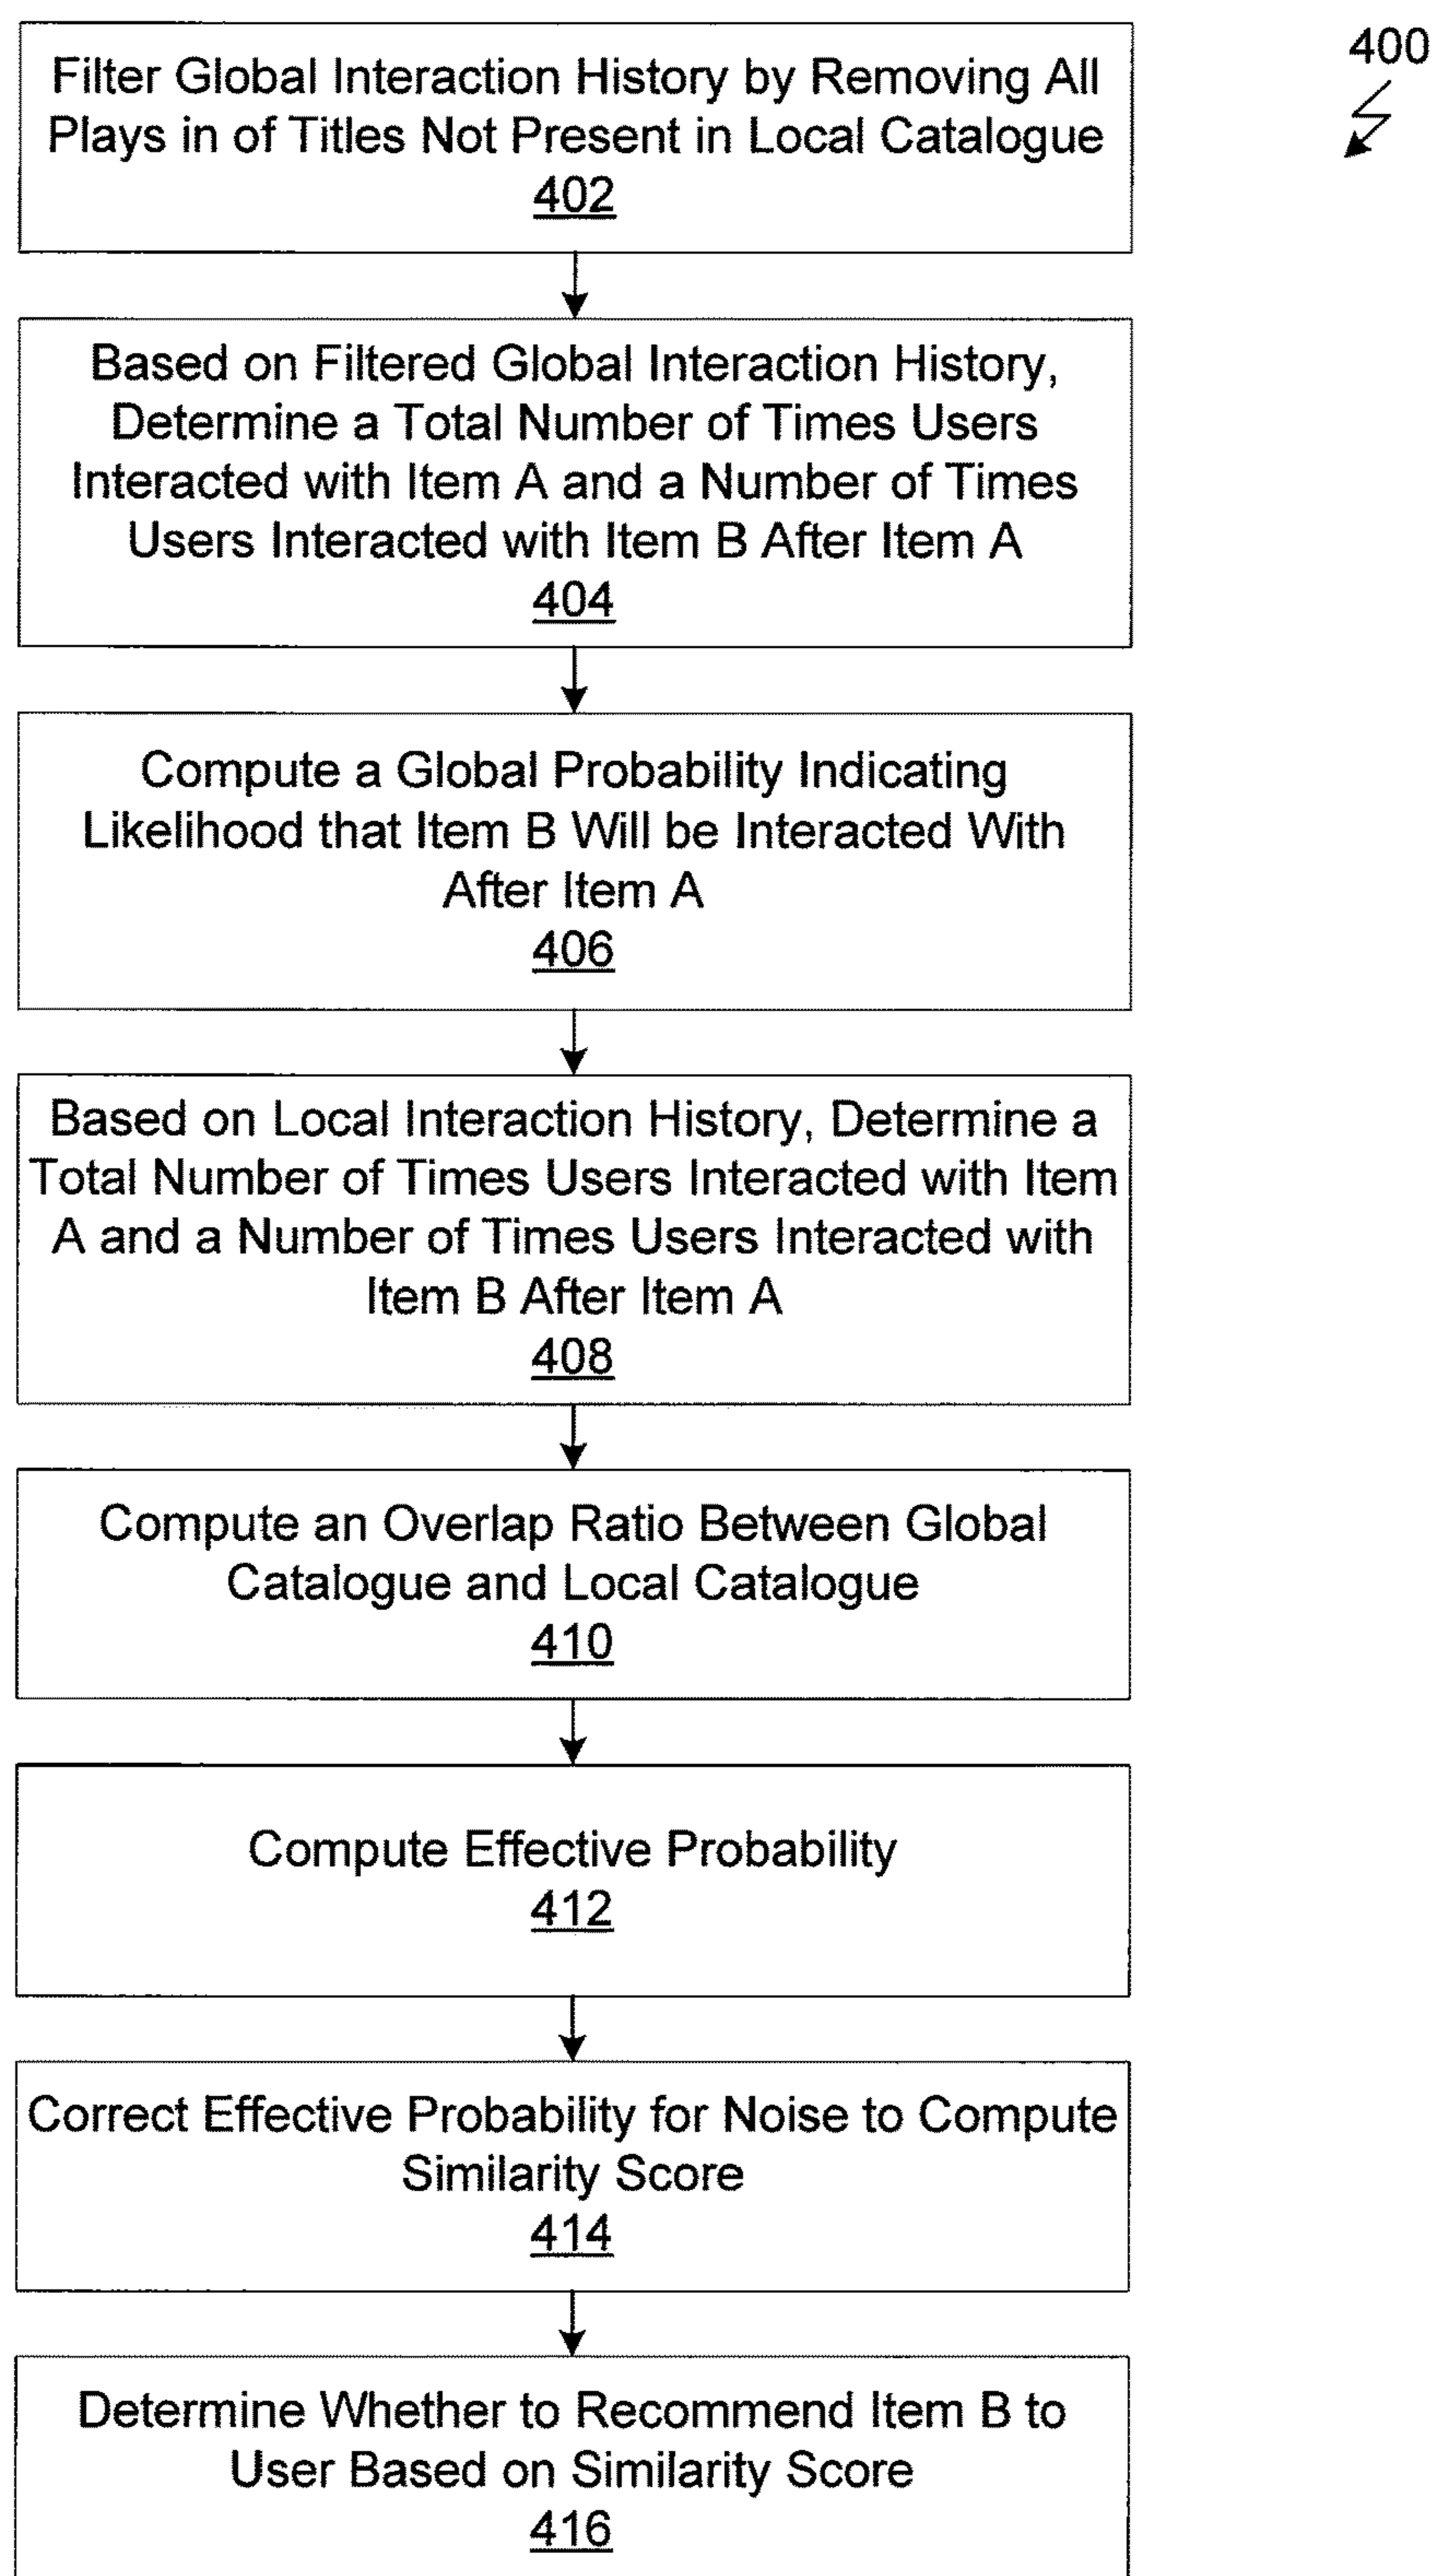 400
Filter Global Interaction History by Removing All
Plays in of Titles Not Present in Local Catalogue
402
Based on Filtered Global Interaction History,
Determine a Total Number of Times Users
Interacted with Item A and a Number of Times
Users Interacted with Item B After Item A
404
Compute a Global Probability Indicating
Likelihood that Item B Will be Interacted With
After Item A
406
Based on Local Interaction History, Determine a
Total Number of Times Users Interacted with Item
A and a Number of Times Users Interacted with
Item B After Item A
408
Compute an Overlap Ratio Between Global
Catalogue and Local Catalogue
410
Compute Effective Probability
412
Correct Effective Probability for Noise to Compute
Similarity Score
414
Determine Whether to Recommend Item B to
User Based on Similarity Score
416